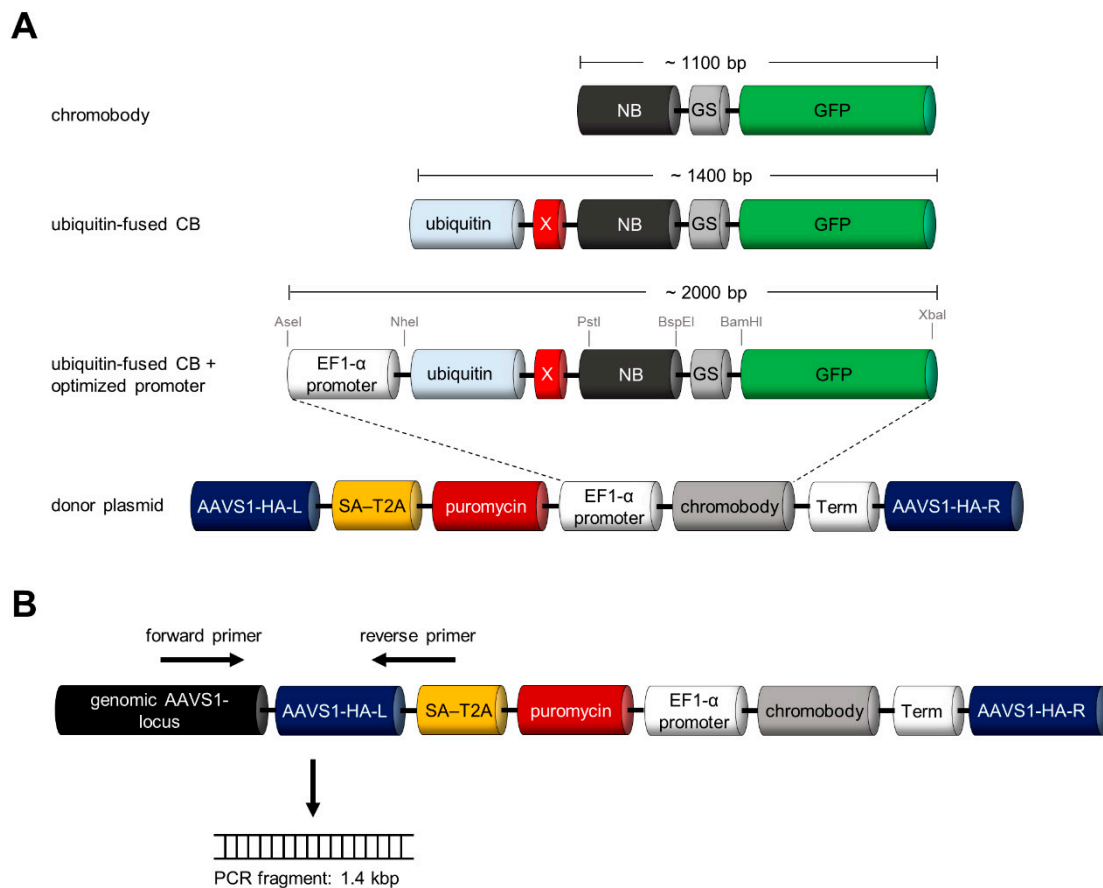 A
~ 1100 bp
chromobody
NB
GS
GFP
~ 1400 bp
ubiquitin-fused CB
ubiquitin
X
NB
GS
GFP
~ 2000 bp
AseI
NheI
PstI
BspEI
BamHI
XbaI
ubiquitin-fused CB +
optimized promoter
EF1-α
promoter
ubiquitin
X
NB
GS
GFP
donor plasmid
AAVS1-HA-L
SA–T2A
puromycin
EF1-α
promoter
chromobody
Term
AAVS1-HA-R
B
forward primer
reverse primer
genomic AAVS1-
locus
AAVS1-HA-L
SA–T2A
puromycin
EF1-α
promoter
chromobody
Term
AAVS1-HA-R
PCR fragment: 1.4 kbp